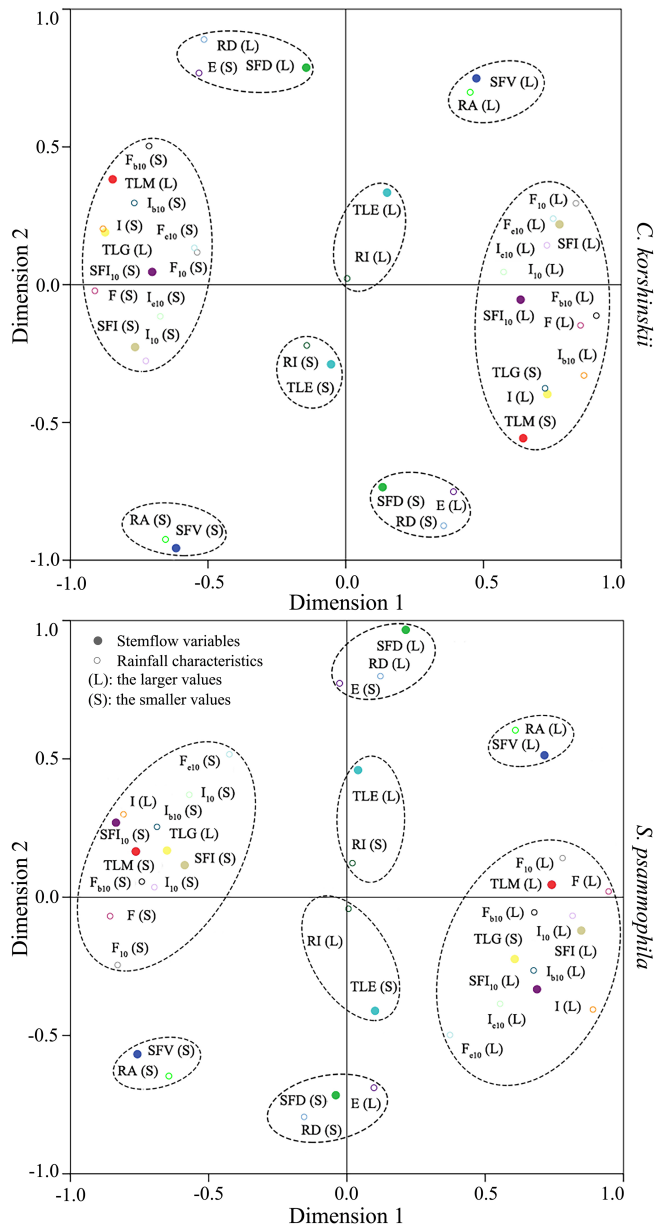 1.0
RD (L)
E (S) SFD (L)
SFV (L)
RA (L)
0.5
Fb10 (S)
TLM (L)
Ib10 (S)
I (S)
Fe10 (S)
TLG (L)
SFI10 (S)
F10 (S)
F (S) Ie10 (S)
SFI (S)
I10 (S)
TLE (L)
RI (L)
F10 (L)
Fe10 (L)
Ie10 (L) SFI (L)
I10 (L)
0.0
Fb10 (L)
SFI10 (L)
F (L)
Ib10 (L)
TLG (S)
I (L)
TLM (S)
RI (S)
TLE (S)
-0.5
SFD (S)
E (L)
RD (S)
RA (S)
SFV (S)
-1.0
-1.0 -0.5 0.0 0.5 1.0
Dimension 1
Dimension 2
C. korshinskii
1.0
Stemflow variables
Rainfall characteristics
(L): the larger values
(S): the smaller values
SFD (L)
RD (L)
E (S)
RA (L)
SFV (L)
0.5
Fe10 (S)
I10 (S)
I (L)
Ib10 (S)
SFI10 (S)
TLG (L)
TLM (S)
SFI (S)
Fb10 (S)
I10 (S)
F (S)
F10 (S)
TLE (L)
RI (S)
0.0
F10 (L)
TLM (L)
F (L)
Fb10 (L)
I10 (L)
TLG (S)
SFI (L)
Ib10 (L)
SFI10 (L)
I (L)
Ie10 (L)
Fe10 (L)
RI (L)
TLE (S)
-0.5
SFV (S)
RA (S)
SFD (S)
E (L)
RD (S)
-1.0
-1.0 -0.5 0.0 0.5 1.0
Dimension 1
Dimension 2
S. psammophila